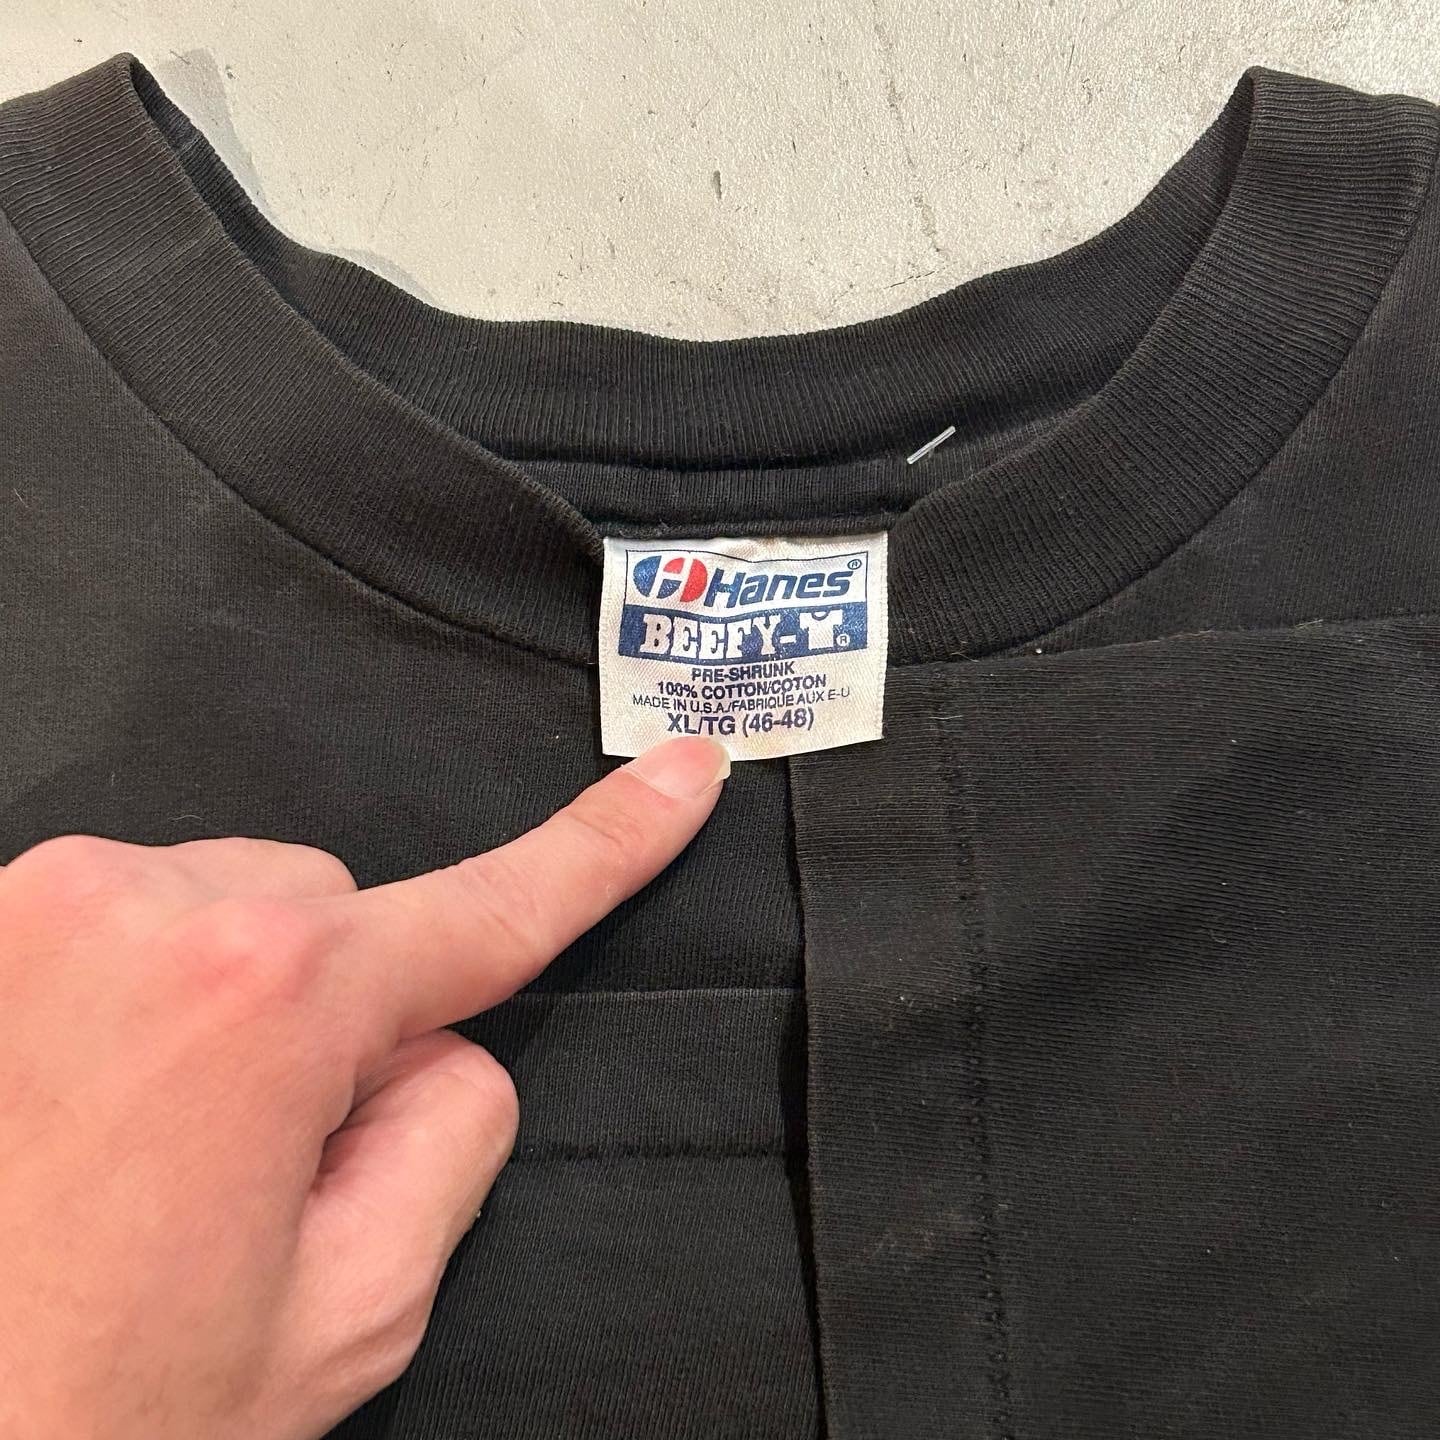 Hanes®
BEEFY-T®
PRE-SHRUNK
100% COTTON/COTON
MADE IN U.S.A./FABRIQUE AUX E-U
XL/TG (46-48)